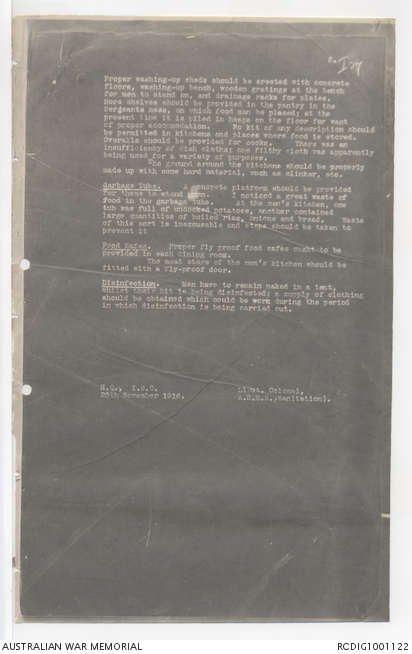 Proper washing-up sheds should be erected with concrete
floors, washing-up bench, wooden gratings at the bench
for men to stand on, and drainage racks for plates.
More shelves should be provided in the pantry in the
Sergeants mess, on which food can be placed; at the
present time it is piled in heaps on the floor for want
of proper accomodation. No kit of any description should
be permitted in kitchens and places where food is stored.
Overalls should be provided for cooks. There was an
insufficiency of dish cloths; one filthy cloth was apparently
being used for a variety of purposes.
The ground around the kitchens should be properly
made up with some hard material, such as clinker, etc.
Garbage Tubs. A concrete platform should be provided
for them to stand on. I noticed a great waste of
food in the garbage tubs. At the men's kitchen, one
tub was full of uncooked potatoes, another contained
large quantities of boiled rice, onions and bread. Waste
of this sort is inexcusable and steps should be taken to
prevent it
Food Safes. Proper fly proof food safes ought to be
provided in each dining room.
The meat store of the men's kitchen should be
fitted with a fly-proof door.
Disinfection. Men have to remain naked in a tent,
whilst their kit is being disinfected; a supply of clothing
should be obtained which could be worn during the period
in which disinfection is being carried out.
H.Q., T.S.C. Lieut. Colonel,
20th November 1916. A.D.M.S.,(Sanitation).
AUSTRALIAN WAR MEMORIAL RCDIG1001122